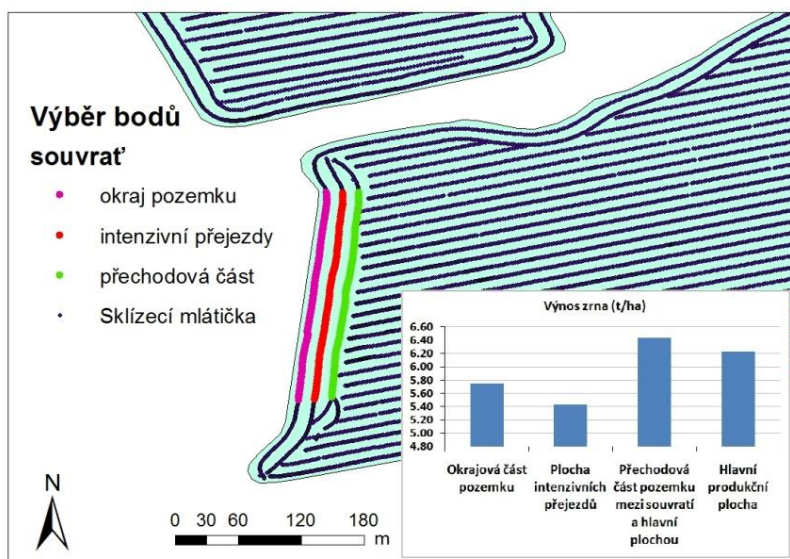 Výběr bodů
souvrať
okraj pozemku
intenzivní přejezdy
přechodová část
Sklízecí mlátička
N
0 30 60 120 180
m
Výnos zrna (t/ha)
6.60
6.40
6.20
6.00
5.80
5.60
5.40
5.20
5.00
4.80
Okrajová část
pozemku
Plocha
intenzivních
přejezdů
Přechodová
část pozemku
mezi souvratí
a hlavní
plochou
Hlavní
produkční
plocha